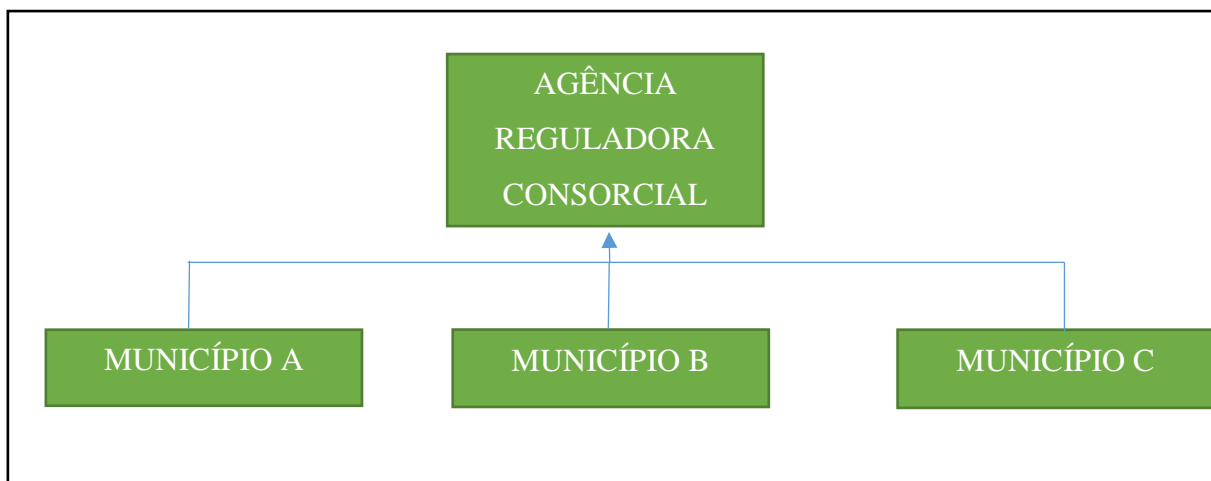 AGÊNCIA
REGULADORA
CONSORCIAL
MUNICÍPIO A
MUNICÍPIO B
MUNICÍPIO C